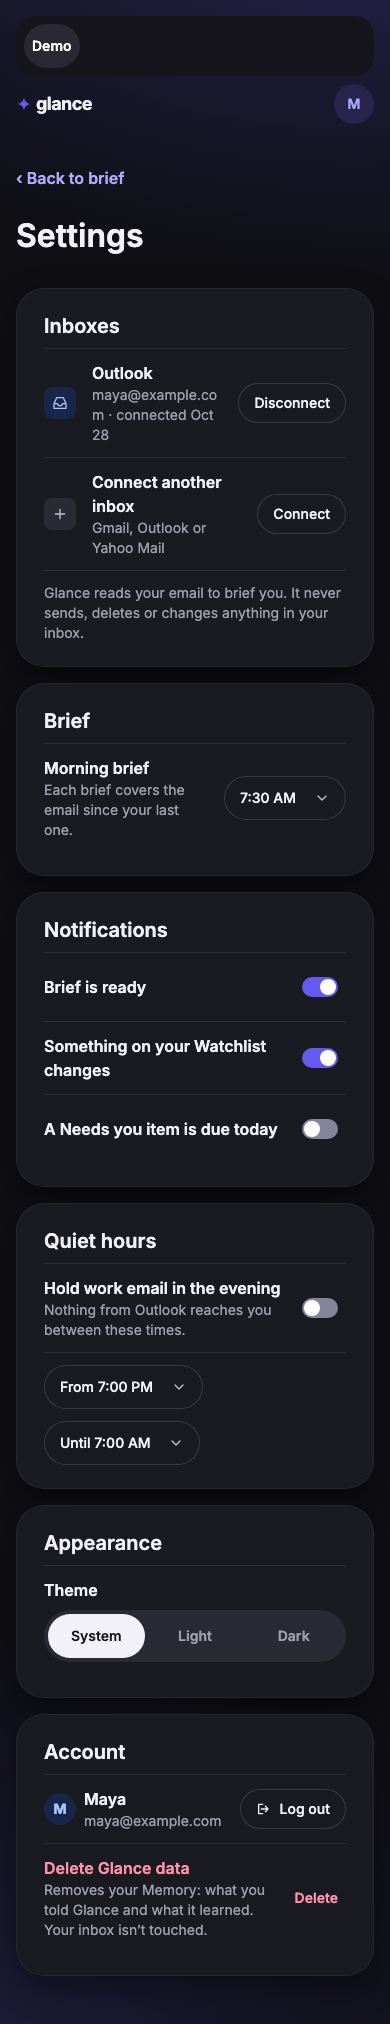 Demo
glance
M
‹ Back to brief
Settings
Inboxes
Outlook
maya@example.co
m · connected Oct
28
Disconnect
Connect another
inbox
Gmail, Outlook or
Yahoo Mail
Connect
Glance reads your email to brief you. It never
sends, deletes or changes anything in your
inbox.
Brief
Morning brief
Each brief covers the
email since your last
one.
7:30 AM
Notifications
Brief is ready
Something on your Watchlist
changes
A Needs you item is due today
Quiet hours
Hold work email in the evening
Nothing from Outlook reaches you
between these times.
From 7:00 PM
Until 7:00 AM
Appearance
Theme
System Light Dark
Account
M
Maya
maya@example.com
Log out
Delete Glance data
Removes your Memory: what you
told Glance and what it learned.
Your inbox isn’t touched.
Delete